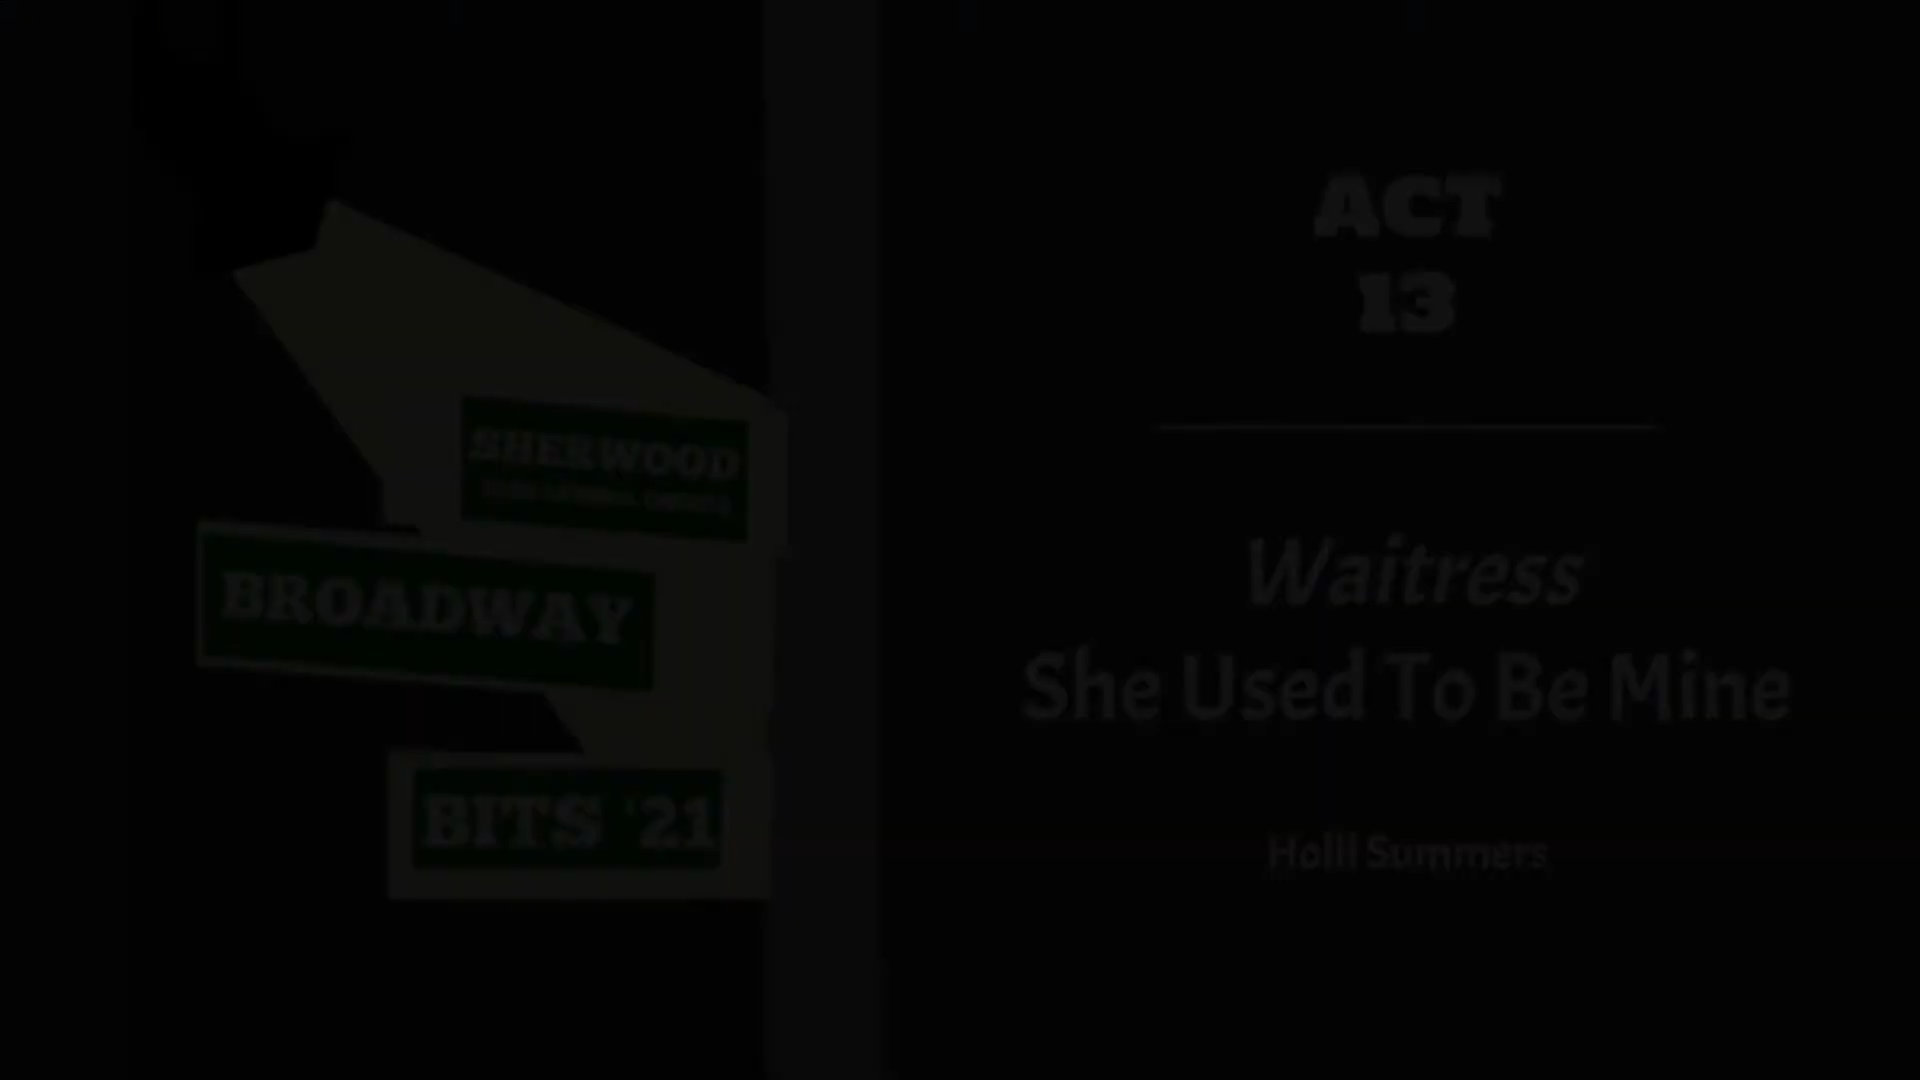 SHERWOOD
BROADWAY
BITS '21
ACT
13
Waitress
She Used To Be Mine
Holli Summers